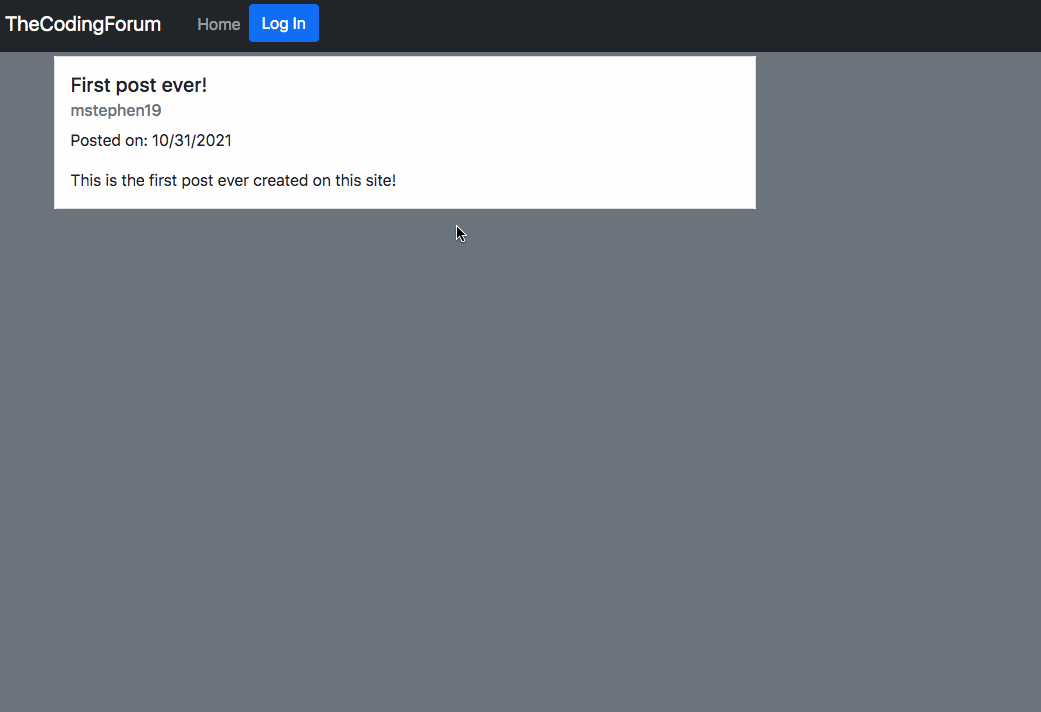 TheCodingForum Home Log In
First post ever!
mstephen19
Posted on: 10/31/2021
This is the first post ever created on this site!